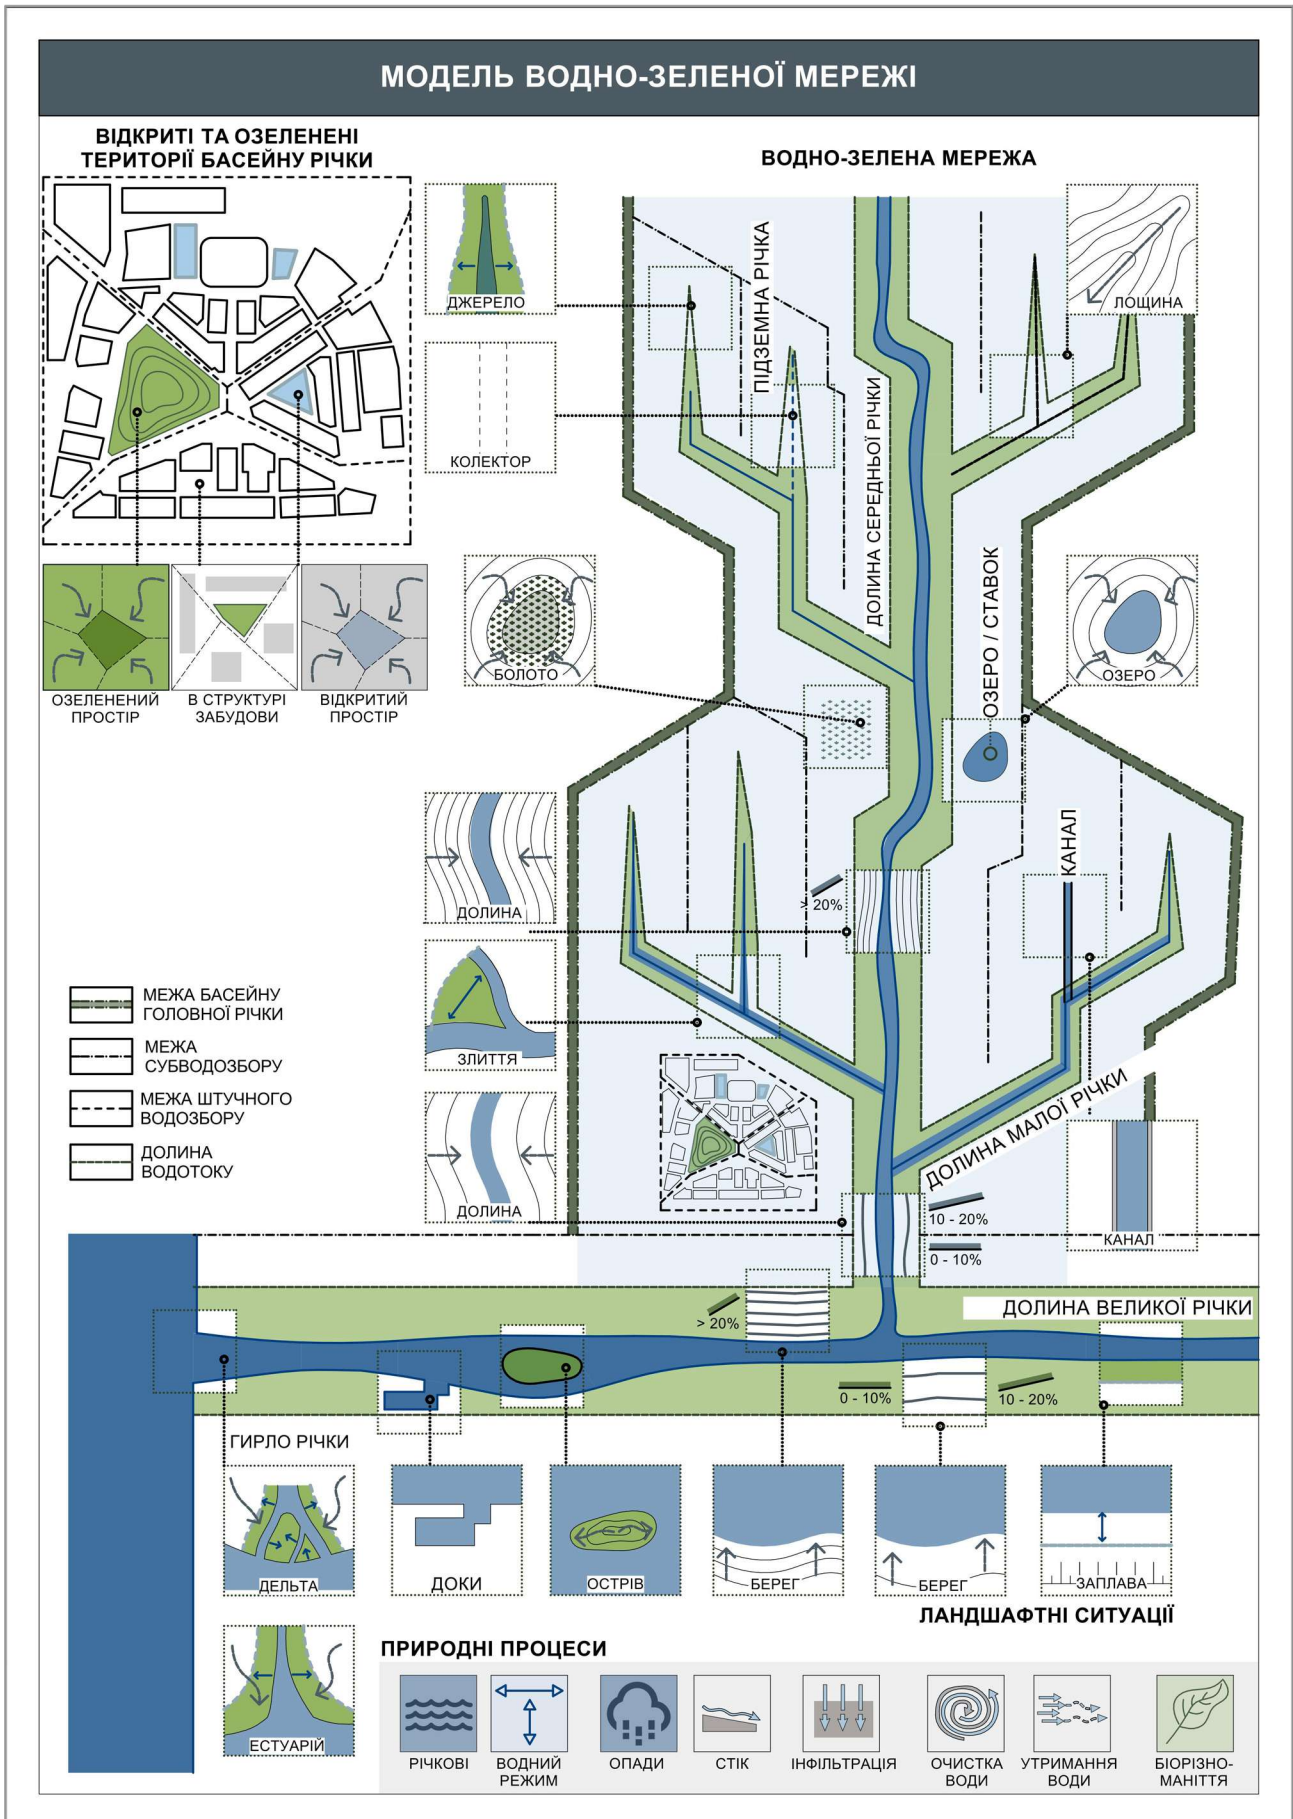 МОДЕЛЬ ВОДНО-ЗЕЛЕНОЇ МЕРЕЖІ
ВІДКРИТІ ТА ОЗЕЛЕНЕНІ
ТЕРИТОРІЇ БАСЕЙНУ РІЧКИ
ВОДНО-ЗЕЛЕНА МЕРЕЖА
ДЖЕРЕЛО
ПІДЗЕМНА РІЧКА
ЛОЩИНА
КОЛЕКТОР
ДОЛИНА СЕРЕДНЬОЇ РІЧКИ
ОЗЕЛЕНЕНИЙ
ПРОСТІР
В СТРУКТУРІ
ЗАБУДОВИ
ВІДКРИТИЙ
ПРОСТІР
БОЛОТО
ОЗЕРО / СТАВОК
ОЗЕРО
ДОЛИНА
> 20%
КАНАЛ
ЗЛИТТЯ
МЕЖА БАСЕЙНУ
ГОЛОВНОЇ РІЧКИ
МЕЖА
СУБВОДОЗБОРУ
МЕЖА ШТУЧНОГО
ВОДОЗБОРУ
ДОЛИНА
ВОДОТОКУ
ДОЛИНА МАЛОЇ РІЧКИ
ДОЛИНА
10 - 20%
0 - 10%
КАНАЛ
> 20%
ДОЛИНА ВЕЛИКОЇ РІЧКИ
0 - 10%
10 - 20%
ГИРЛО РІЧКИ
ДЕЛЬТА
ДОКИ
ОСТРІВ
БЕРЕГ
БЕРЕГ
ЗАПЛАВА
ЛАНДШАФТНІ СИТУАЦІЇ
ЕСТУАРІЙ
ПРИРОДНІ ПРОЦЕСИ
РІЧКОВІ
ВОДНИЙ
РЕЖИМ
ОПАДИ
СТІК
ІНФІЛЬТРАЦІЯ
ОЧИСТКА
ВОДИ
УТРИМАННЯ
ВОДИ
БІОРІЗНО-
МАНІТТЯ